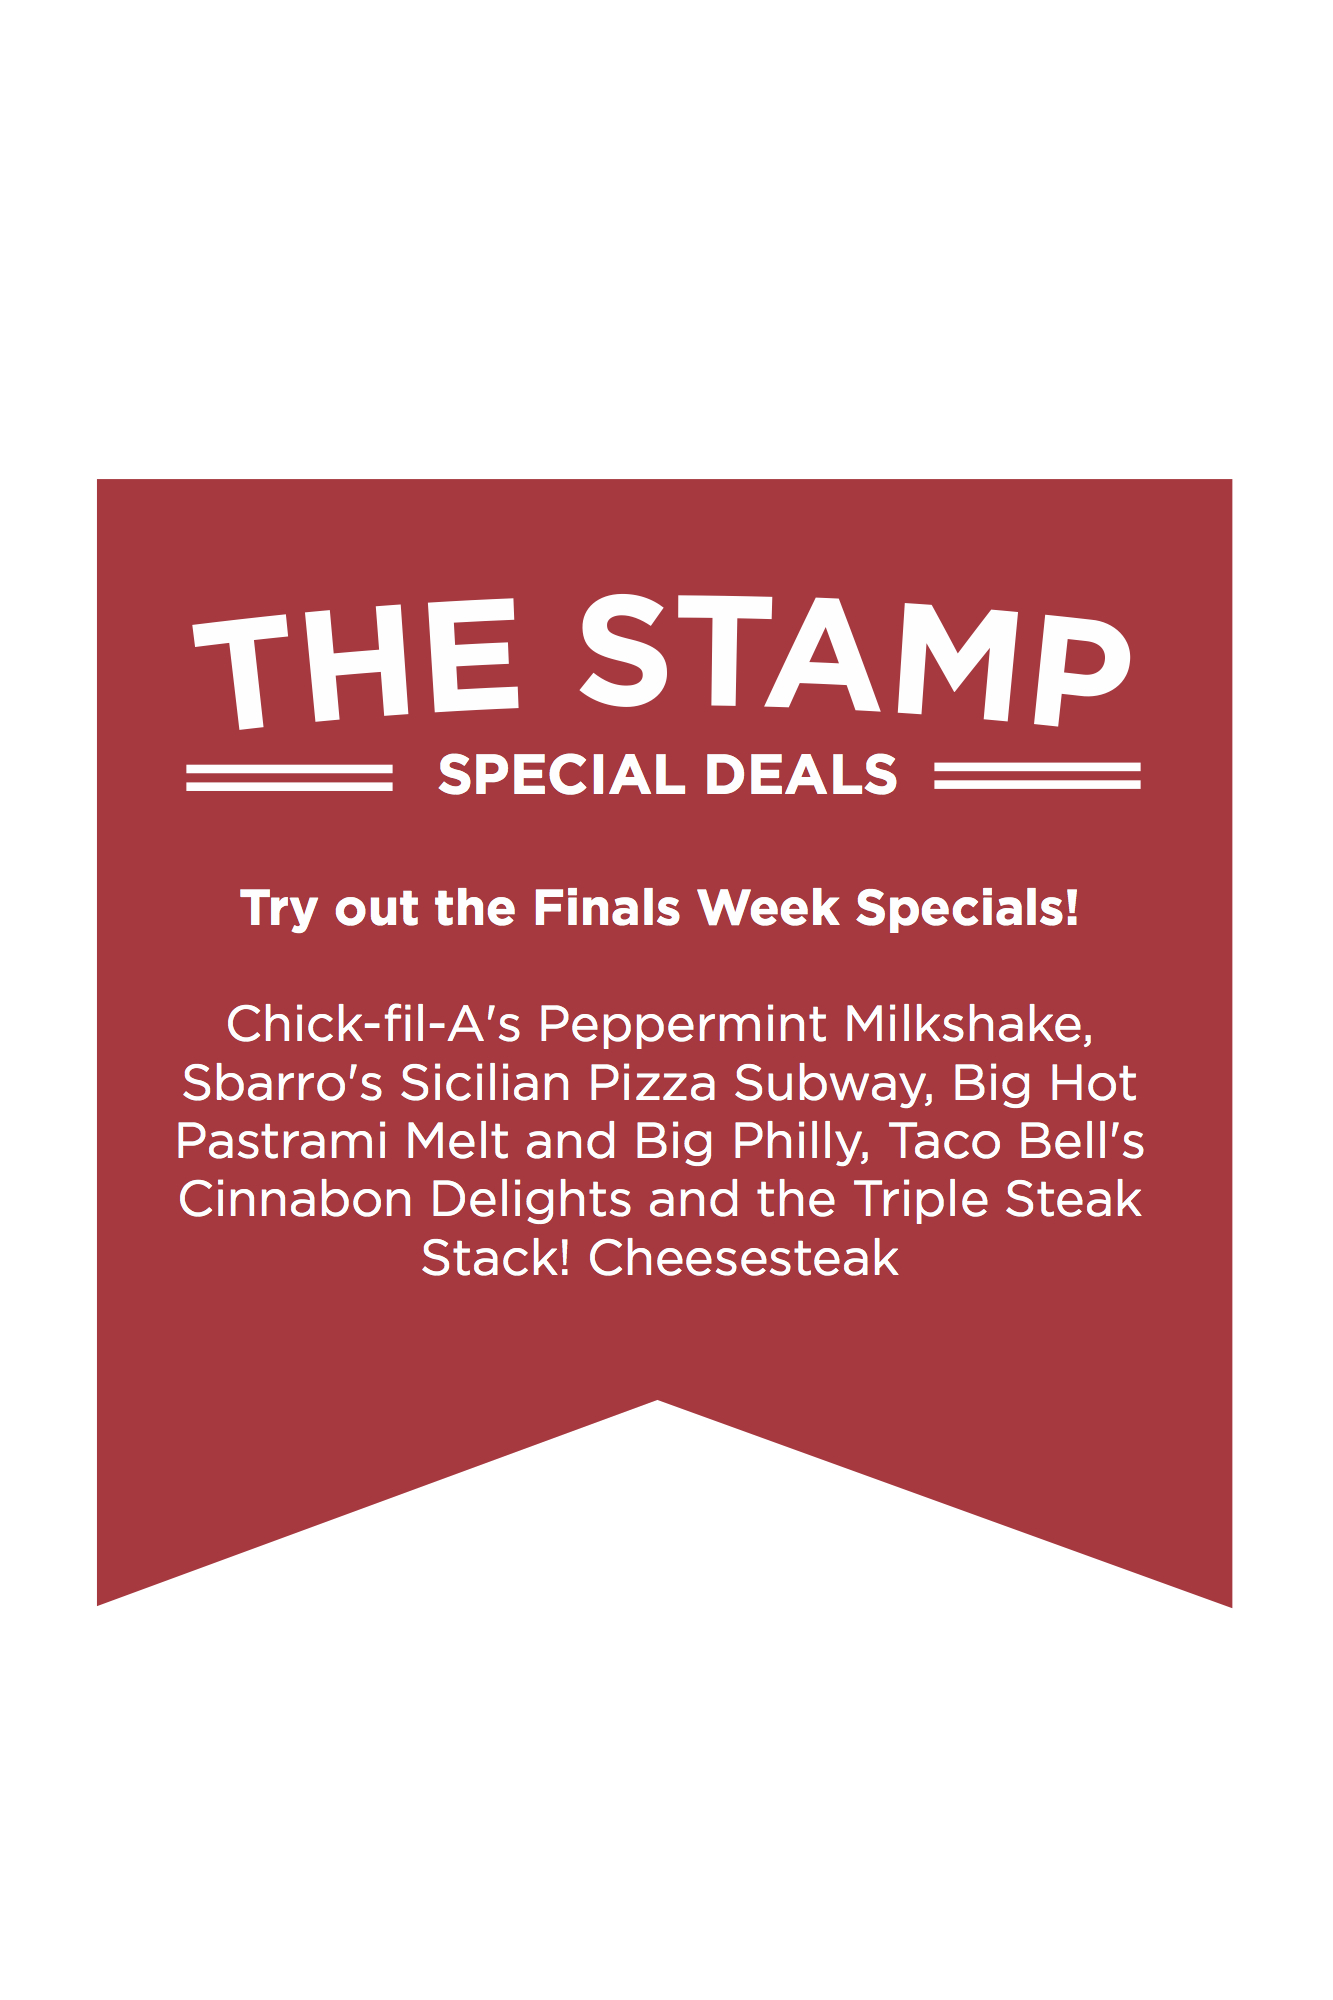 THE STAMP
SPECIAL DEALS
Try out the Finals Week Specials!
Chick-fil-A's Peppermint Milkshake,
Sbarro's Sicilian Pizza Subway, Big Hot
Pastrami Melt and Big Philly, Taco Bell's
Cinnabon Delights and the Triple Steak
Stack! Cheesesteak